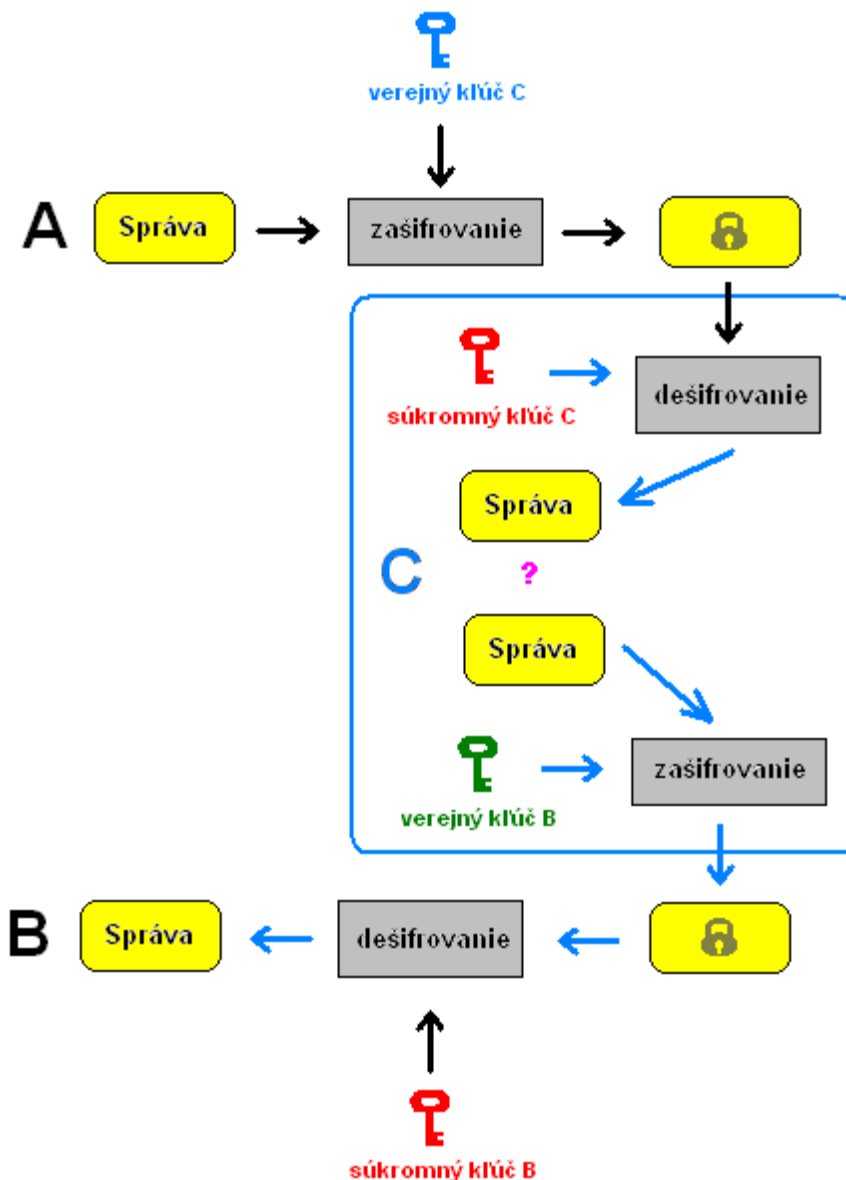 verejný kľúč C
A
Správa
zašifrovanie
dešifrovanie
súkromný kľúč C
Správa
C
?
Správa
zašifrovanie
verejný kľúč B
B
Správa
dešifrovanie
súkromný kľúč B